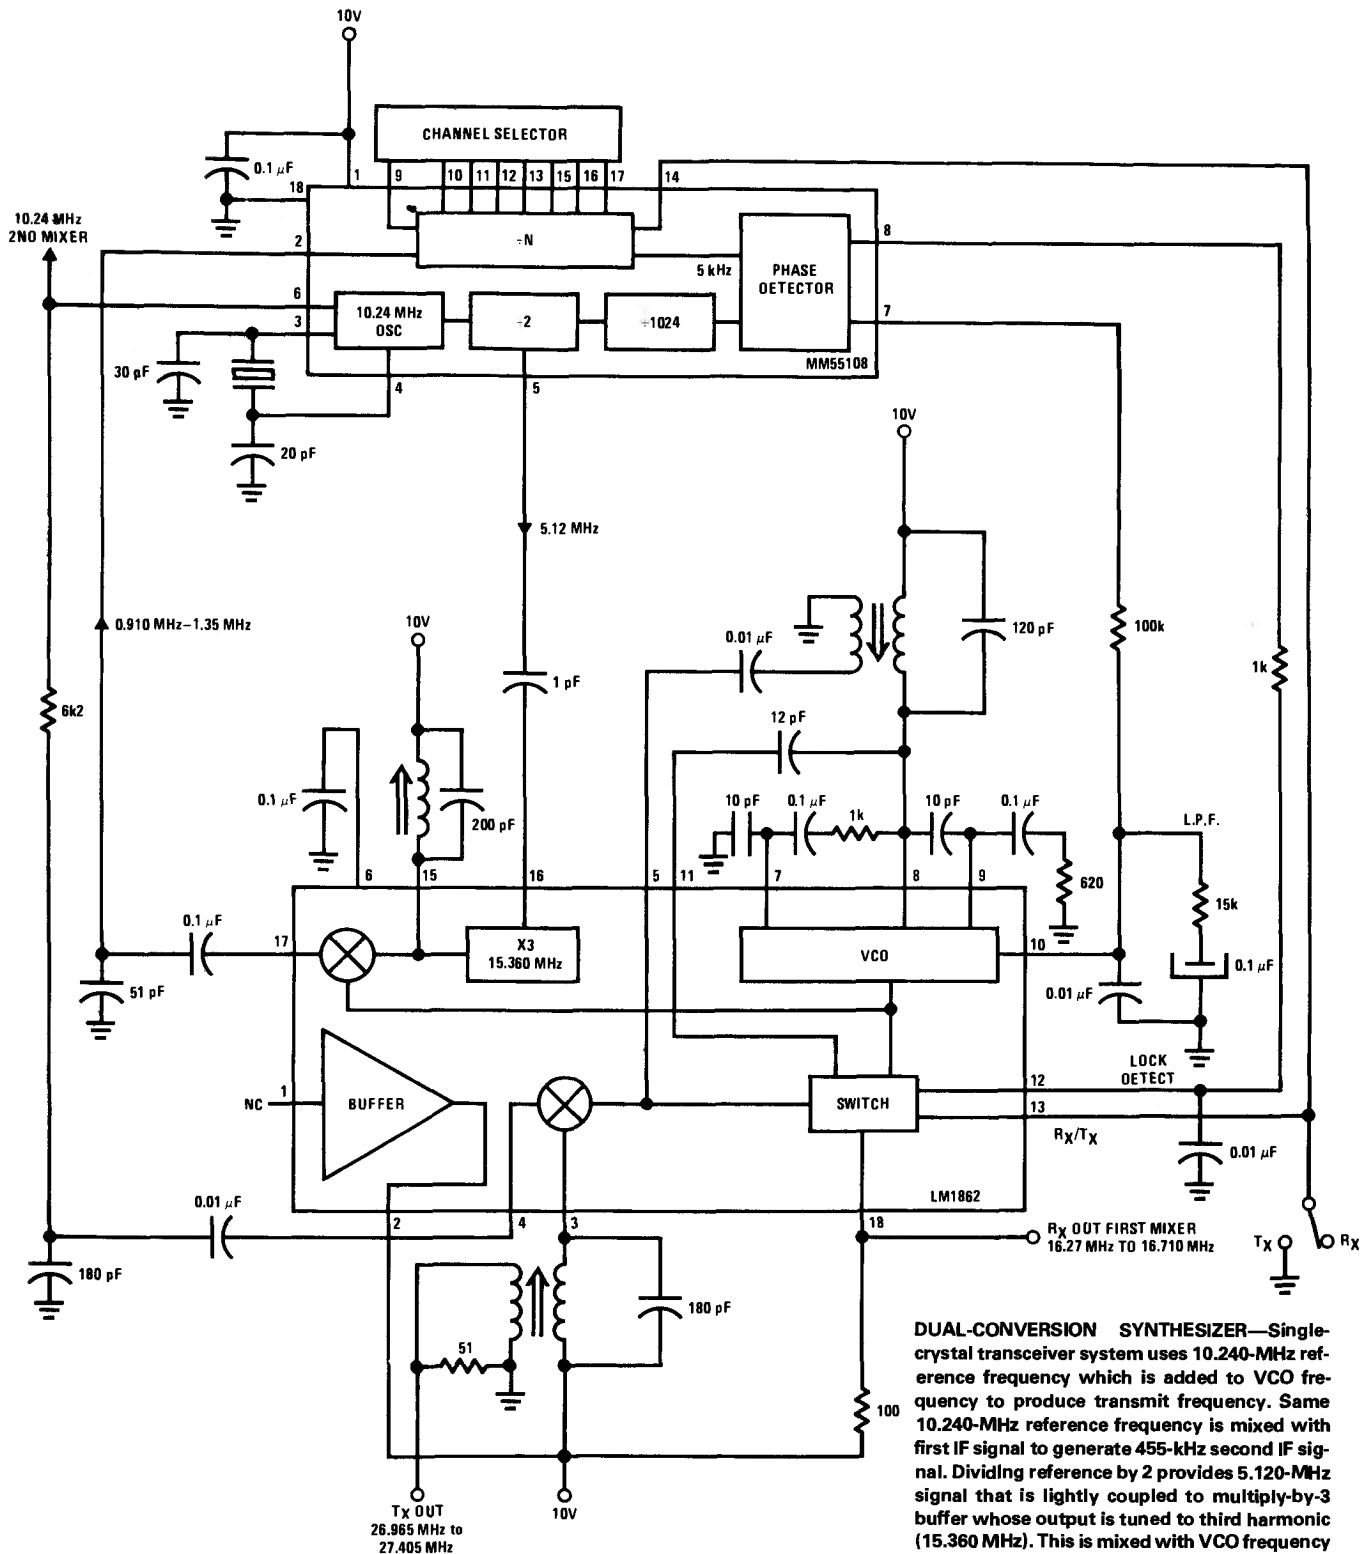 10V
CHANNEL SELECTOR
0.1 μF
18
1
9
10
11
12
13
15
16
17
14
10.24 MHz
2NO MIXER
2
÷N
8
5 kHz
PHASE
DETECTOR
6
3
10.24 MHz
OSC
÷2
÷1024
7
MM55108
30 pF
4
5
20 pF
10V
5.12 MHz
0.910 MHz–1.35 MHz
10V
0.01 μF
120 pF
100k
1k
6k2
1 pF
12 pF
0.1 μF
200 pF
10 pF
0.1 μF
1k
10 pF
0.1 μF
L.P.F.
6
15
16
5
11
7
8
9
620
15k
0.1 μF
17
X3
15.360 MHz
VCO
10
0.1 μF
51 pF
0.01 μF
LOCK
DETECT
NC
1
BUFFER
SWITCH
12
13
RX/TX
0.01 μF
LM1862
0.01 μF
2
4
3
18
RX OUT FIRST MIXER
16.27 MHz TO 16.710 MHz
TX
RX
180 pF
180 pF
51
100
TX OUT
26.965 MHz to
27.405 MHz
10V
DUAL-CONVERSION SYNTHESIZER—Single-
crystal transceiver system uses 10.240-MHz ref-
erence frequency which is added to VCO fre-
quency to produce transmit frequency. Same
10.240-MHz reference frequency is mixed with
first IF signal to generate 455-kHz second IF sig-
nal. Dividing reference by 2 provides 5.120-MHz
signal that is lightly coupled to multiply-by-3
buffer whose output is tuned to third harmonic
(15.360 MHz). This is mixed with VCO frequency